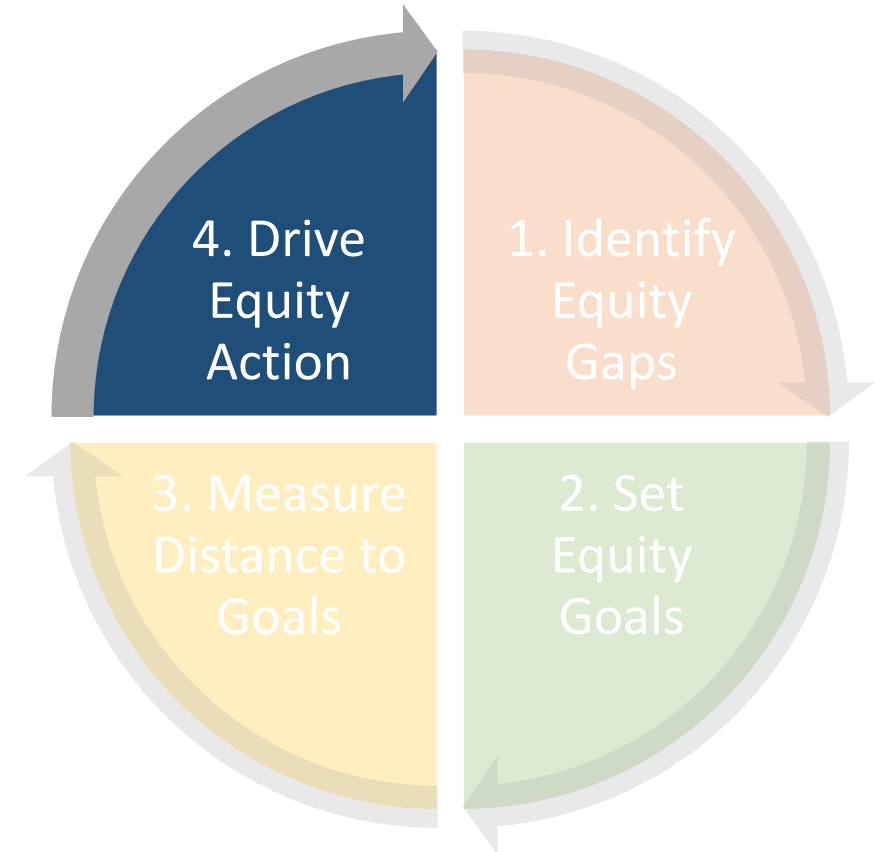 4. Drive
Equity
Action
1. Identify
Equity
Gaps
3. Measure
Distance to
Goals
2. Set
Equity
Goals